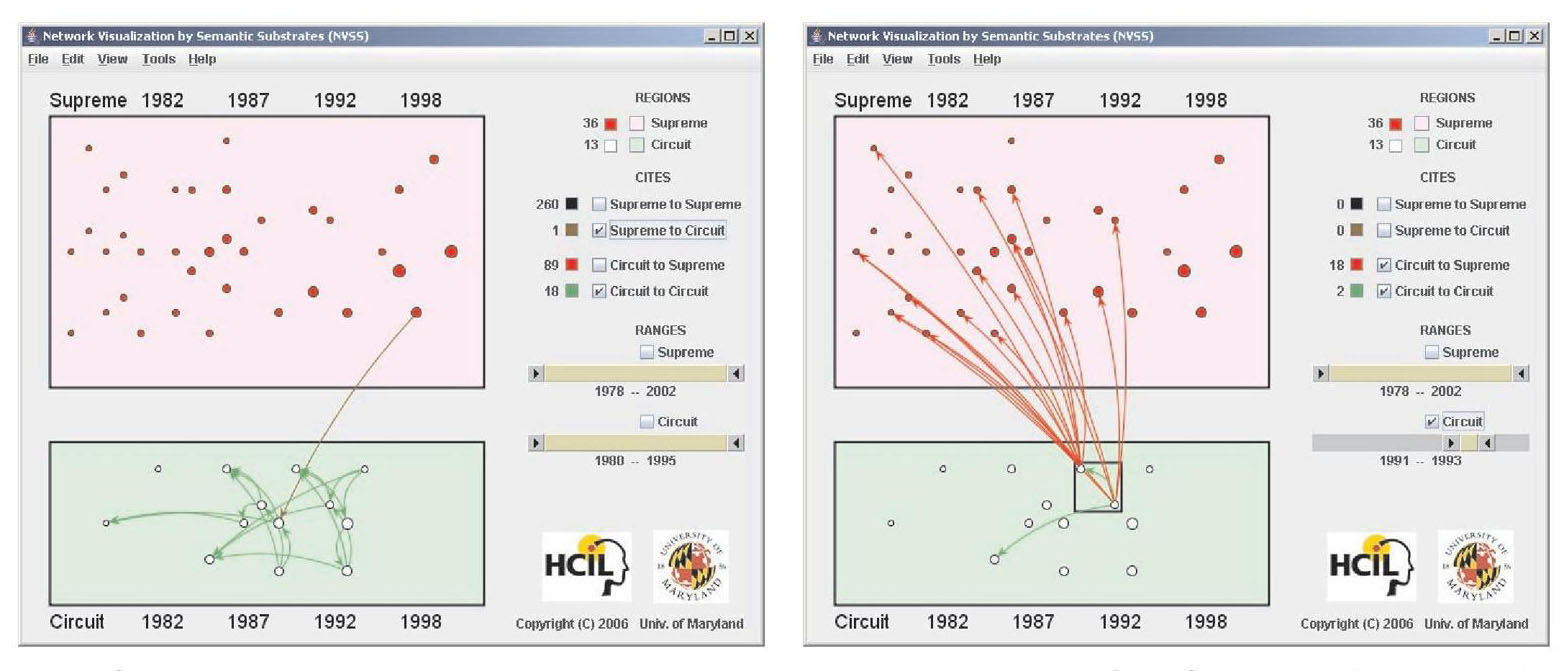 Network Visualization by Semantic Substrates (NVSS)
File Edit View Tools Help
Supreme 1982 1987 1992 1998
REGIONS
36 Supreme
13 Circuit
CITES
260 Supreme to Supreme
1 Supreme to Circuit
89 Circuit to Supreme
18 Circuit to Circuit
RANGES
Supreme
1978 -- 2002
Circuit
1980 -- 1995
HCIL
UNIVERSITY OF
18 56
MARYLAND
Circuit 1982 1987 1992 1998
Copyright (C) 2006 Univ. of Maryland
Network Visualization by Semantic Substrates (NVSS)
File Edit View Tools Help
Supreme 1982 1987 1992 1998
REGIONS
36 Supreme
13 Circuit
CITES
0 Supreme to Supreme
0 Supreme to Circuit
18 Circuit to Supreme
2 Circuit to Circuit
RANGES
Supreme
1978 -- 2002
Circuit
1991 -- 1993
HCIL
UNIVERSITY OF
18 56
MARYLAND
Circuit 1982 1987 1992 1998
Copyright (C) 2006 Univ. of Maryland